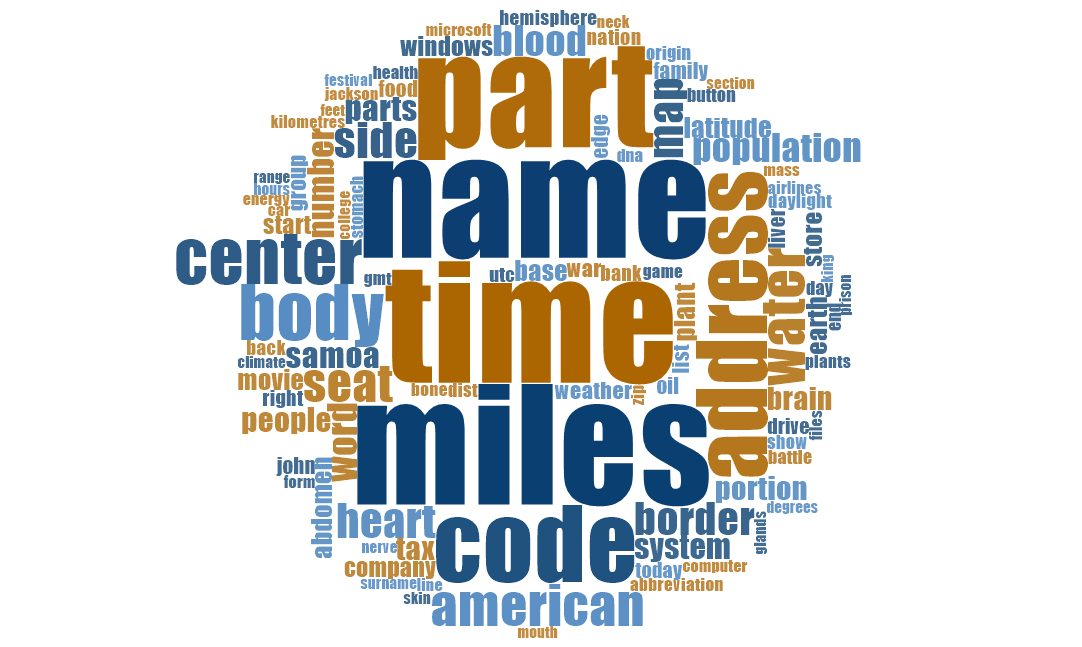 hemisphere
neck
microsoft
windows
blood
nation
part
origin
family
section
health
festival
jackson
food
feet
parts
kilometres
side
map
button
edge
dna
latitude
population
number
group
range
hours
energy
car
start
college
stomach
name
mass
airlines
daylight
address
liver
store
center
gmt
utc
base
war
bank
game
water
king
day
prison
earth
end
body
time
plant
list
back
climate
samoa
plants
movie
seat
right
bonedist
weather
zip
oil
brain
people
word
miles
drive
files
show
battle
john
form
abdomen
portion
degrees
heart
code
border
glands
nerve
tax
system
company
today
computer
surname
line
abbreviation
skin
american
mouth